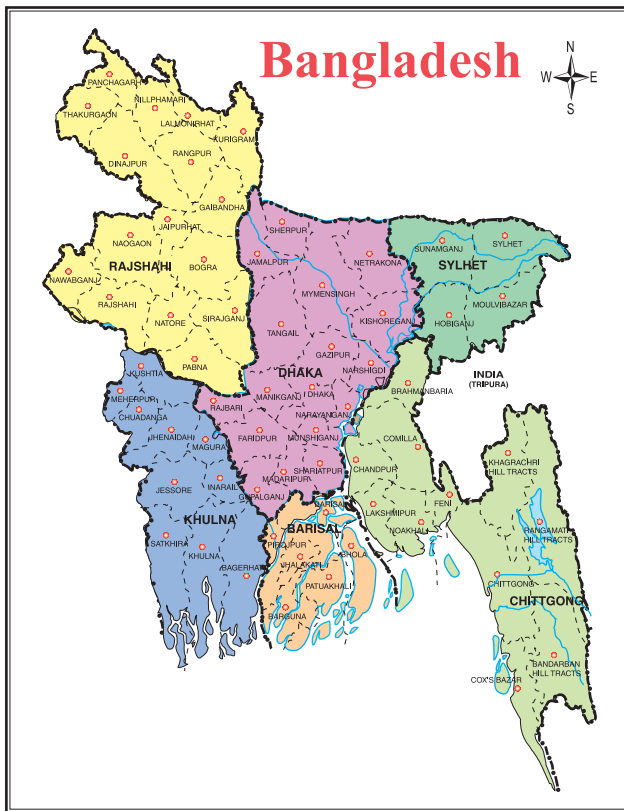 Bangladesh
N
W
E
S
PANCHAGARH
NILLPHAMARI
THAKURGAON
LALMONIRHAT
KURIGRAM
DINAJPUR
RANGPUR
GAIBANDHA
JAIPURHAT
NAOGAON
RAJSHAHI
BOGRA
NAWABGANJ
RAJSHAHI
NATORE
SIRAJGANJ
PABNA
SHERPUR
JAMALPUR
NETRAKONA
MYMENSINGH
KISHOREGANJ
TANGAIL
GAZIPUR
DHAKA
NARSHIGDI
MANIKGANJ
DHAKA
RAJBARI
NARAYANGANJ
FARIDPUR
MUNSHIGANJ
SHARIATPUR
MADARIPUR
GUPALGANJ
SUNAMGANJ
SYLHET
SYLHET
MOULVIBAZAR
HOBIGANJ
INDIA
(TRIPURA)
BRAHMANBARIA
COMILLA
CHANDPUR
LAKSHMIPUR
FENI
NOAKHALI
KHAGRACHRI
HILL TRACTS
RANGAMATI
HILL TRACTS
CHITTGONG
CHITTGONG
BANDARBAN
HILL TRACTS
COX'S BAZAR
KUSHTIA
MEHERPUR
CHUADANGA
JHENAIDAH
MAGURA
JESSORE
INARAIL
KHULNA
SATKHIRA
KHULNA
BAGERHAT
BARISAL
BARISAL
PIROJPUR
JHALAKATI
BHOLA
PATUAKHALI
BARGUNA